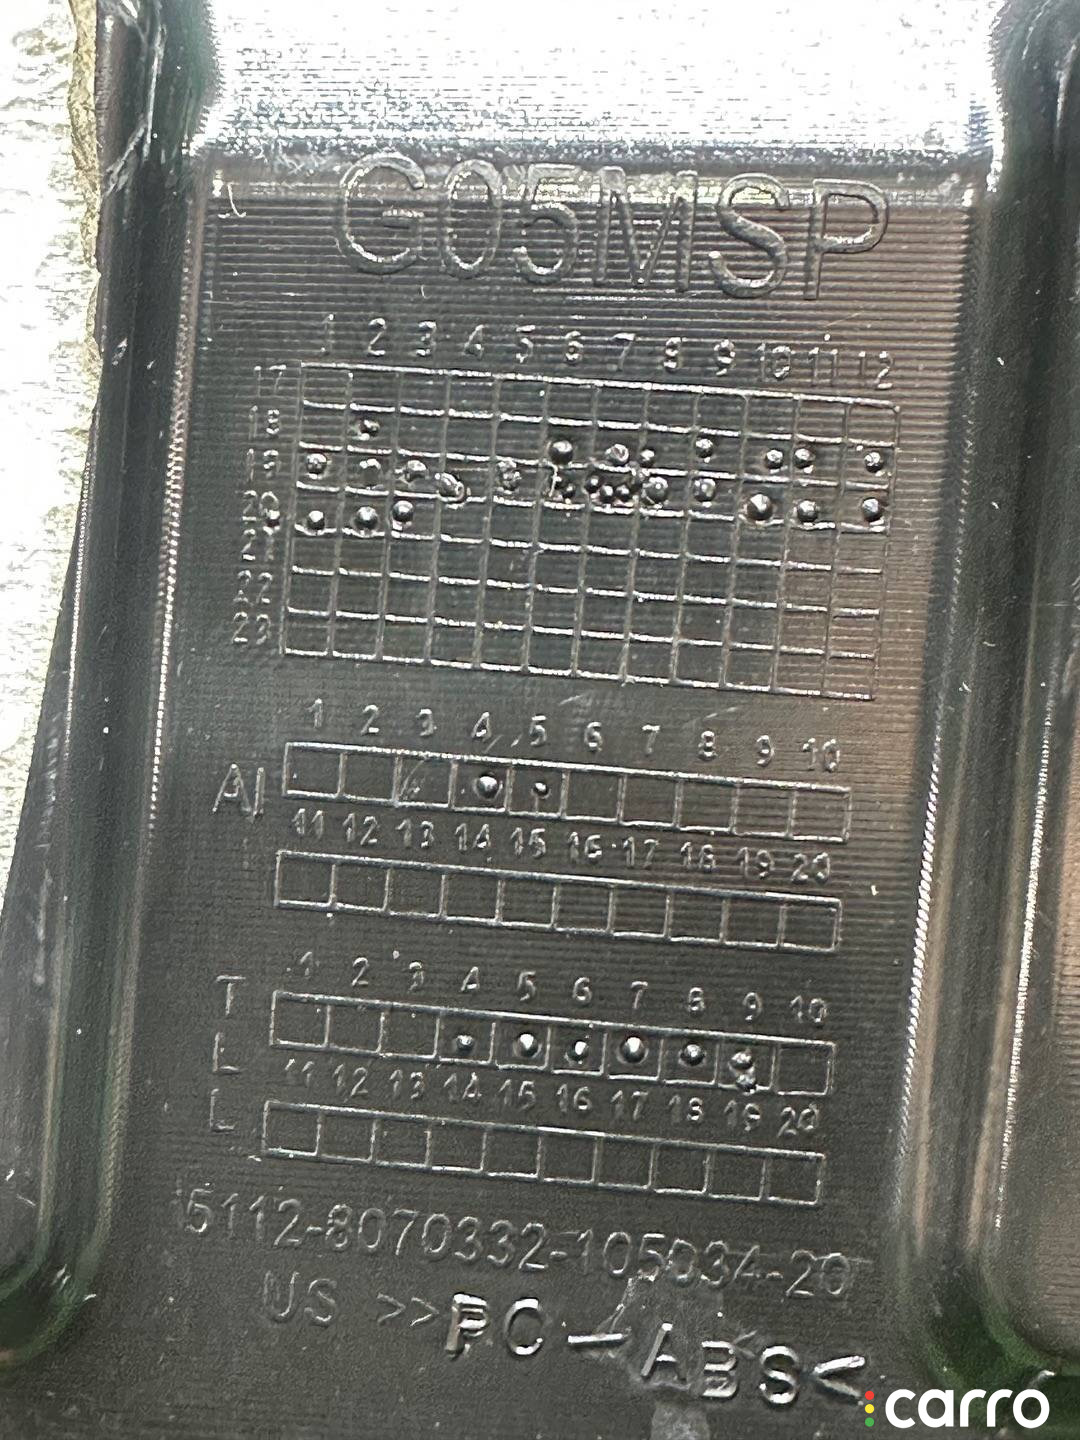 G05MSP
1 2 3 4 5 6 7 8 9 10 11 12
17
18
19
20
21
22
23
1 2 3 4 5 6 7 8 9 10
AI
11 12 13 14 15 16 17 18 19 20
1 2 3 4 5 6 7 8 9 10
T
L
11 12 13 14 15 16 17 18 19 20
L
5112-8070332-105034-20
US >>PC-ABS<
carro